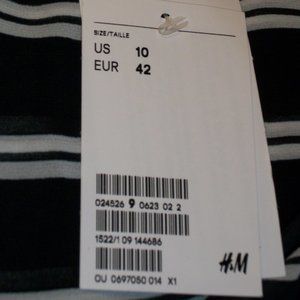 SIZE/TAILLE
US 10
EUR 42
024526 9 0623 02 2
1522/1 09 144686
H&M
OU 0697050 014 X1